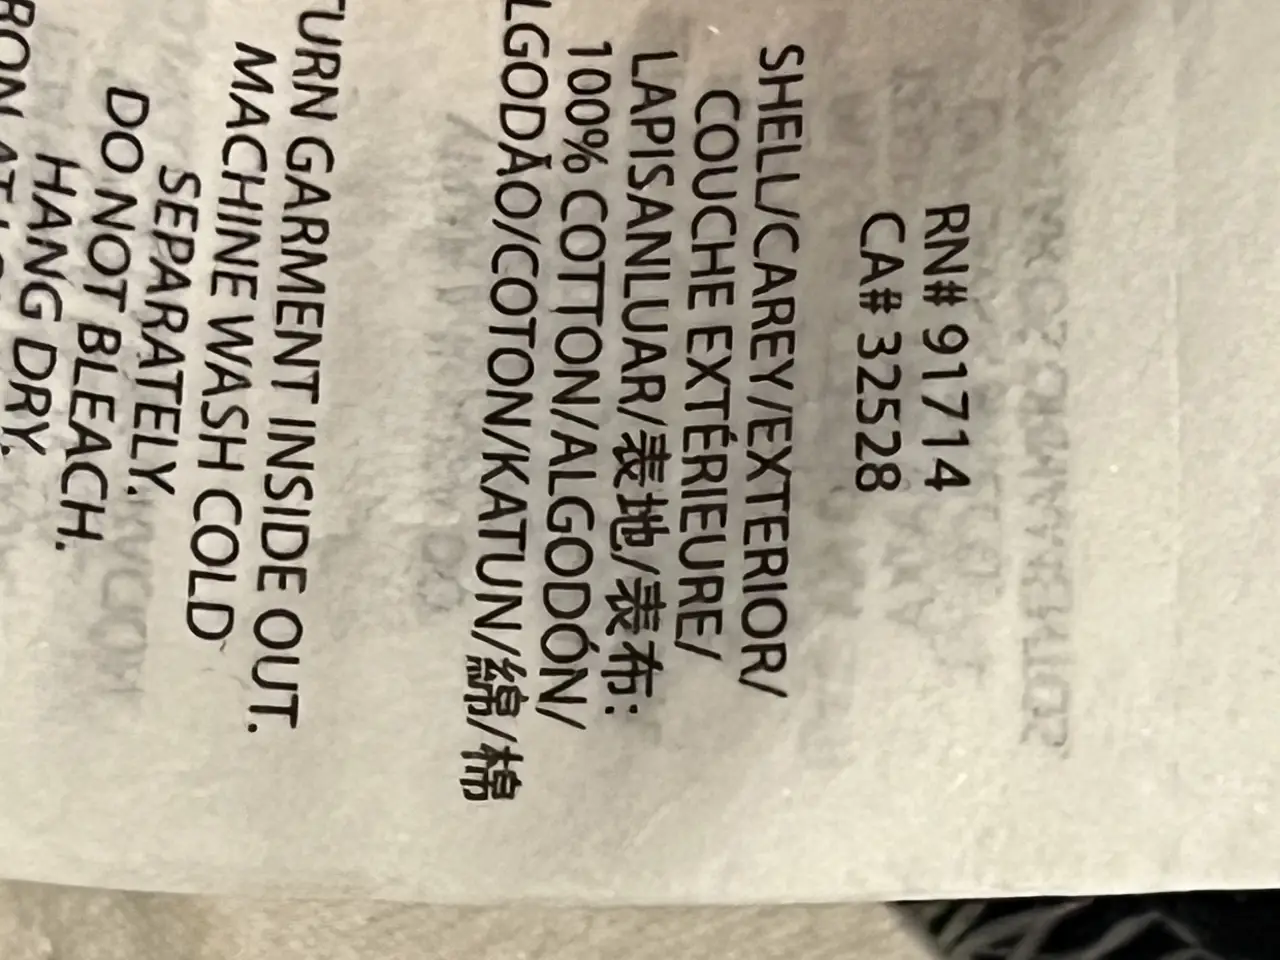 RN# 91714
CA# 32528
SHELL/CAREY/EXTERIOR/
COUCHE EXTÉRIEURE/
LAPISANLUAR/表地/表布:
100% COTTON/ALGODÓN/
LGODÃO/COTON/KATUN/綿/棉
TURN GARMENT INSIDE OUT.
MACHINE WASH COLD
SEPARATELY.
DO NOT BLEACH.
HANG DRY.